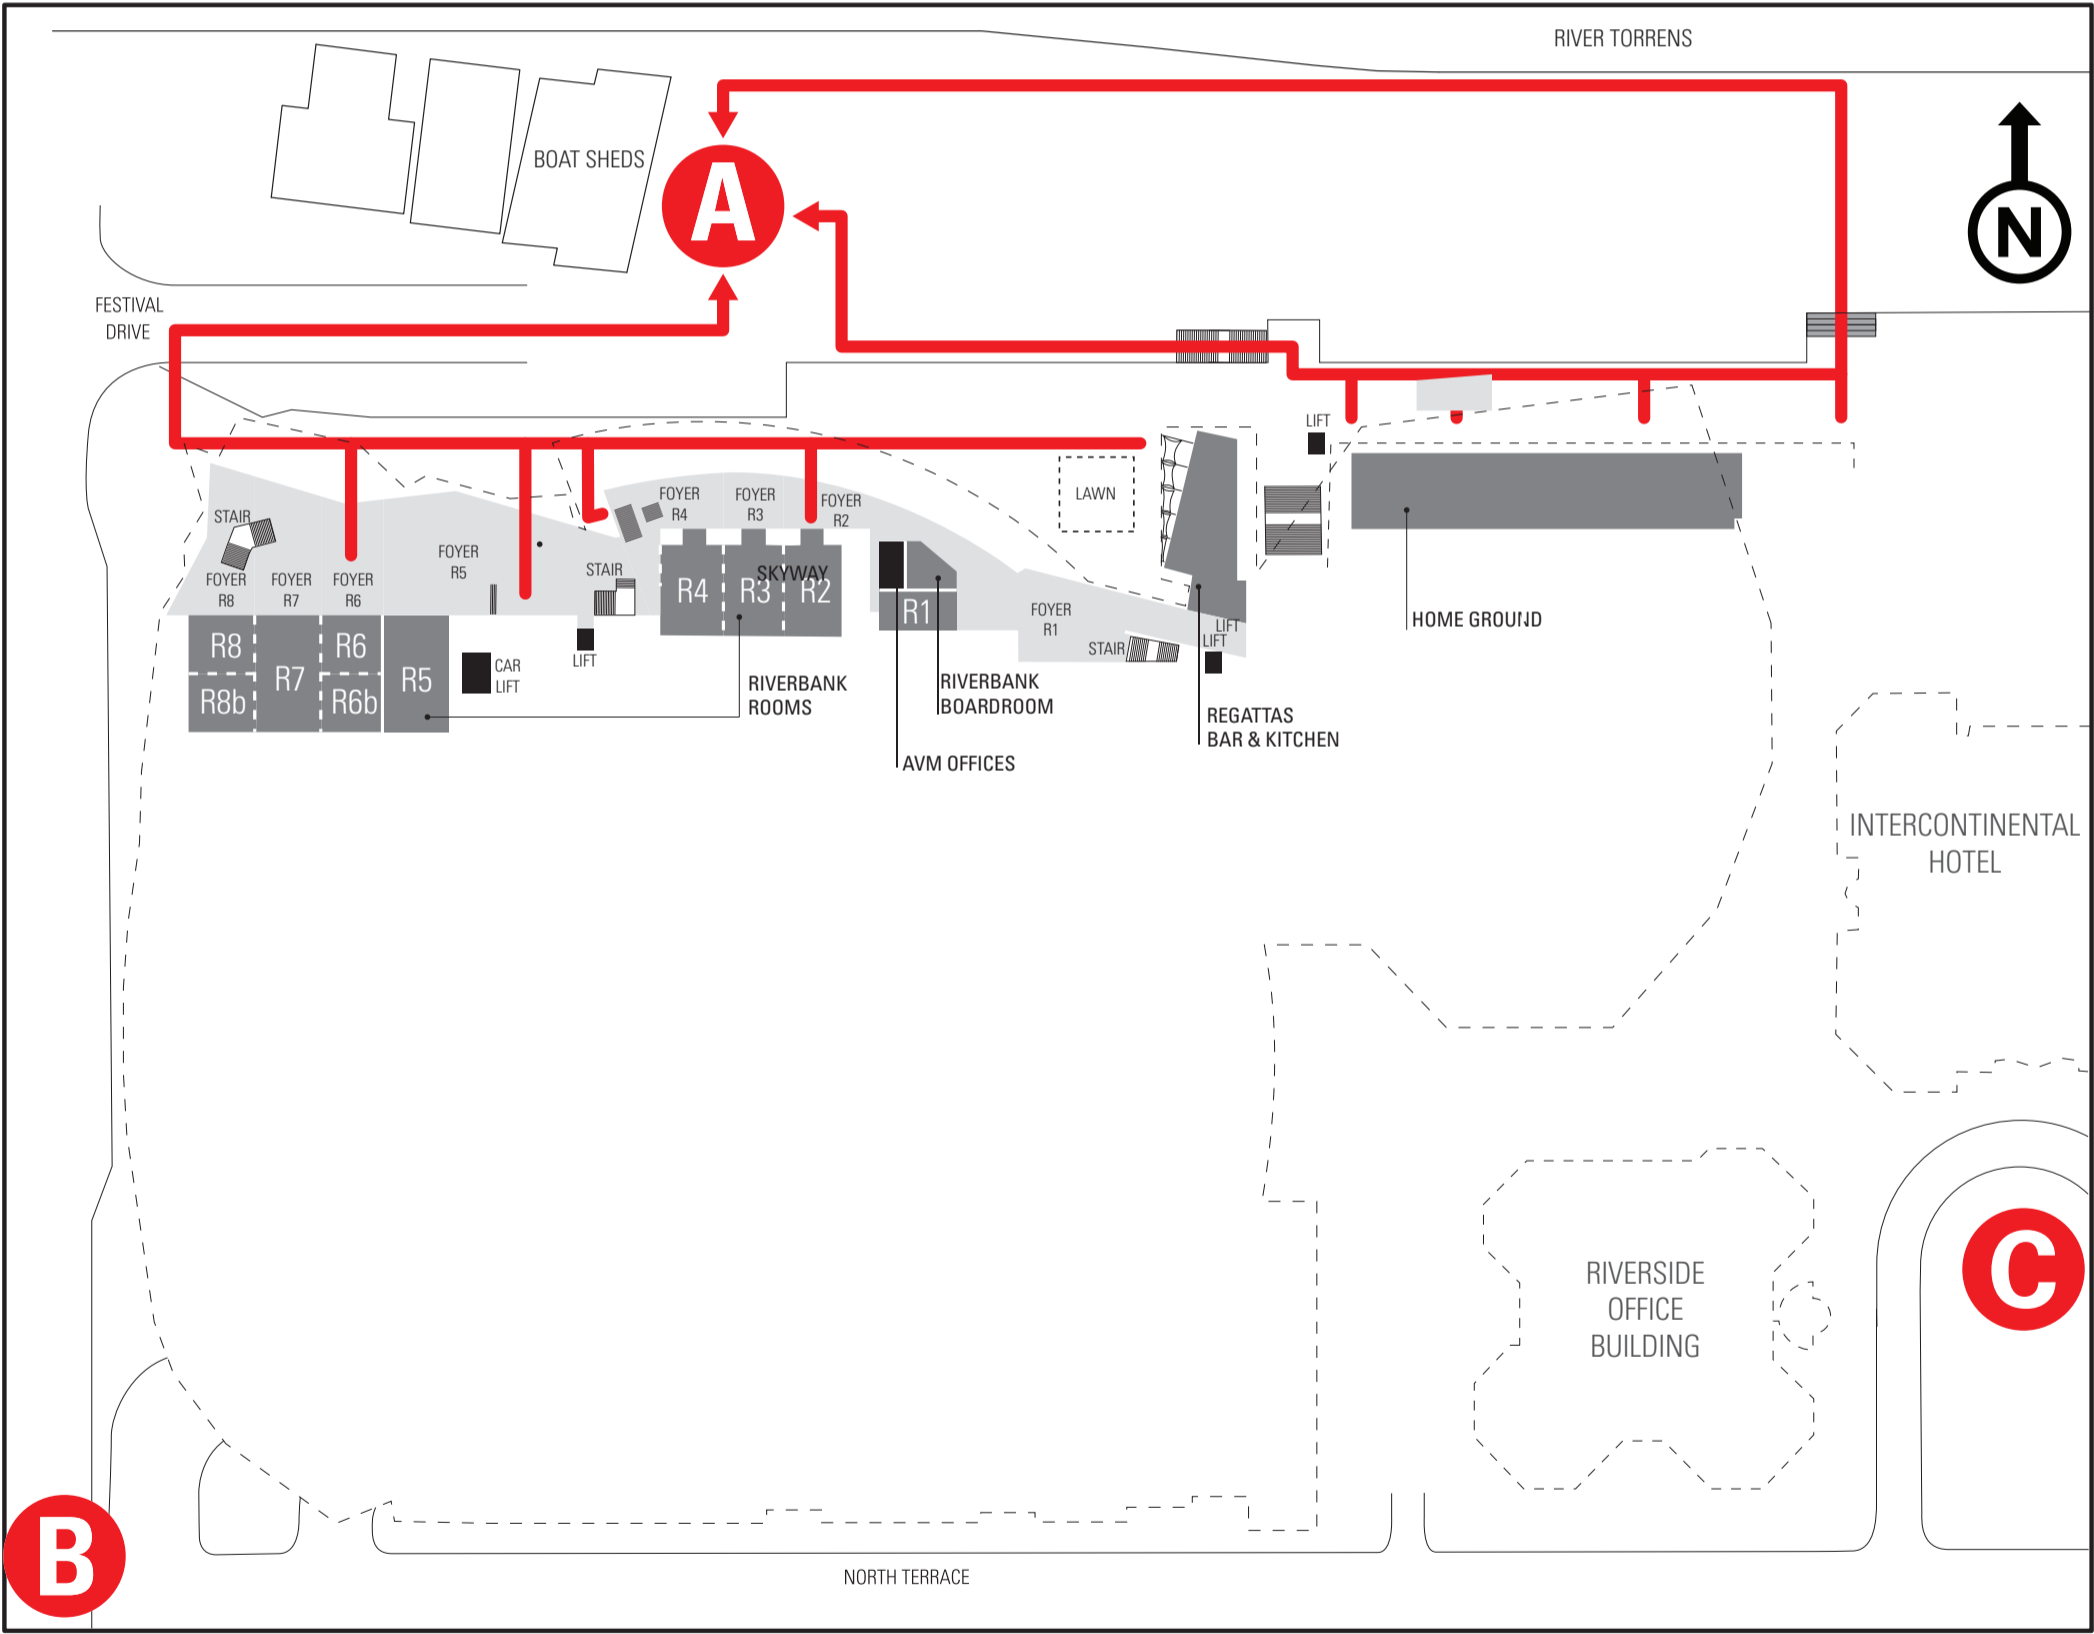 RIVER TORRENS
BOAT SHEDS
A
N
FESTIVAL
DRIVE
LIFT
LAWN
FOYER
R4
FOYER
R3
FOYER
R2
STAIR
FOYER
R5
STAIR
FOYER
R8
FOYER
R7
FOYER
R6
SKYWAY
R4
R3
R2
R1
FOYER
R1
HOME GROUND
LIFT
LIFT
STAIR
R8
R7
R6
R5
R8b
R6b
CAR
LIFT
LIFT
RIVERBANK
ROOMS
RIVERBANK
BOARDROOM
REGATTAS
BAR & KITCHEN
AVM OFFICES
INTERCONTINENTAL
HOTEL
RIVERSIDE
OFFICE
BUILDING
C
B
NORTH TERRACE